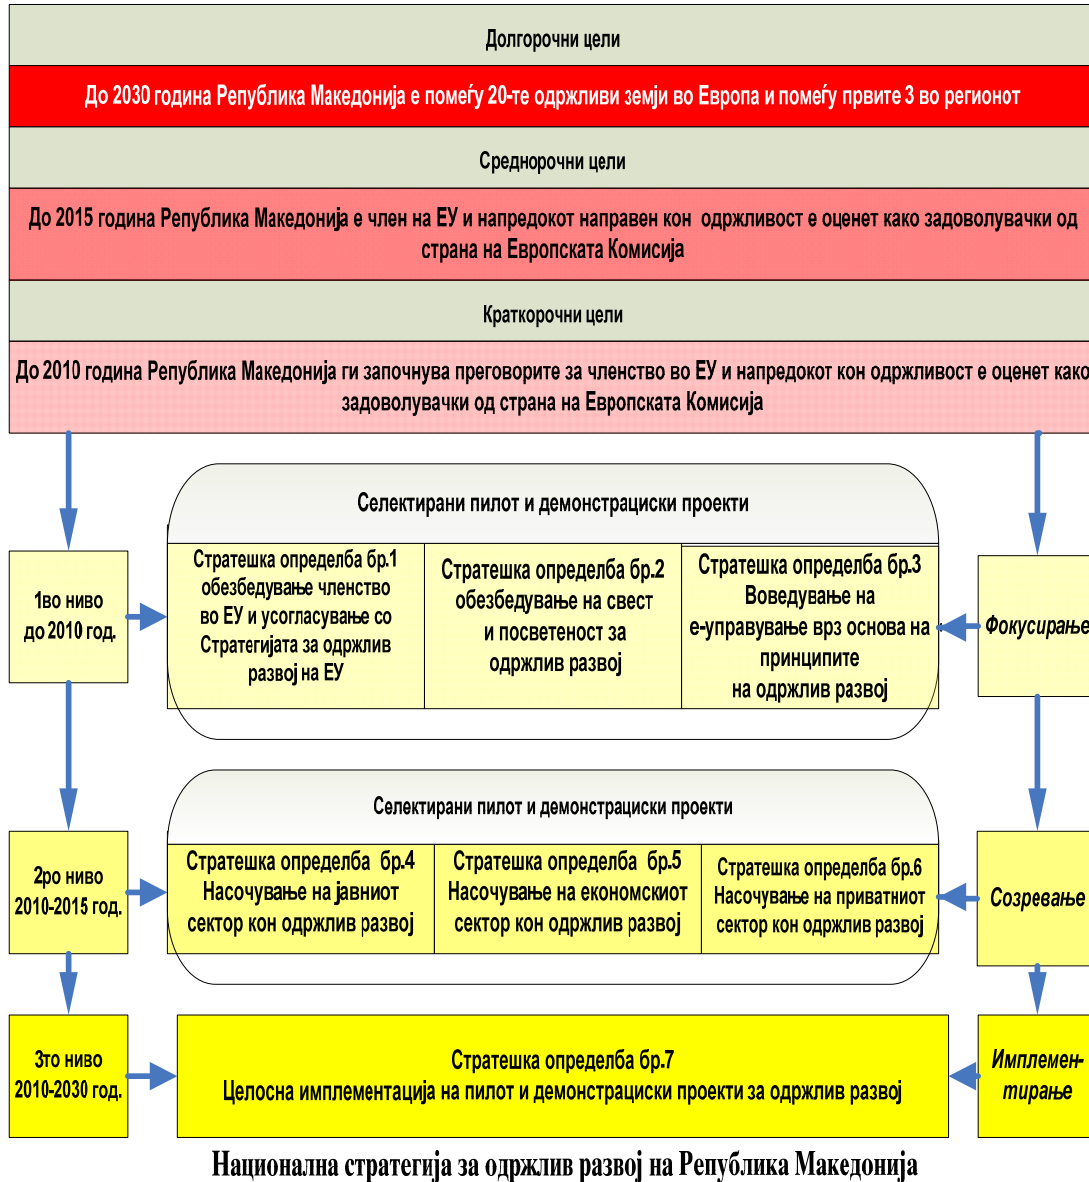 Долгорочни цели
До 2030 година Република Македонија е помеѓу 20-те одржливи земји во Европа и помеѓу првите 3 во регионот
Среднорочни цели
До 2015 година Република Македонија е член на ЕУ и напредокот направен кон одржливост е оценет како задоволувачки од
страна на Европската Комисија
Краткорочни цели
До 2010 година Република Македонија ги започнува преговорите за членство во ЕУ и напредокот кон одржливост е оценет како
задоволувачки од страна на Европската Комисија
Селектирани пилот и демонстрациски проекти
1во ниво
до 2010 год.
Стратешка определба бр.1
обезбедување членство
во ЕУ и усогласување со
Стратегијата за одржлив
развој на ЕУ
Стратешка определба бр.2
обезбедување на свест
и посветеност за
одржлив развој
Стратешка определба бр.3
Воведување на
е-управување врз основа на
принципите
на одржлив развој
Фокусирање
Селектирани пилот и демонстрациски проекти
2ро ниво
2010-2015 год.
Стратешка определба бр.4
Насочување на јавниот
сектор кон одржлив развој
Стратешка определба бр.5
Насочување на економскиот
сектор кон одржлив развој
Стратешка определба бр.6
Насочување на приватниот
сектор кон одржлив развој
Созревање
3то ниво
2010-2030 год.
Стратешка определба бр.7
Целосна имплементација на пилот и демонстрациски проекти за одржлив развој
Имплемен-
тирање
Национална стратегија за одржлив развој на Република Македонија